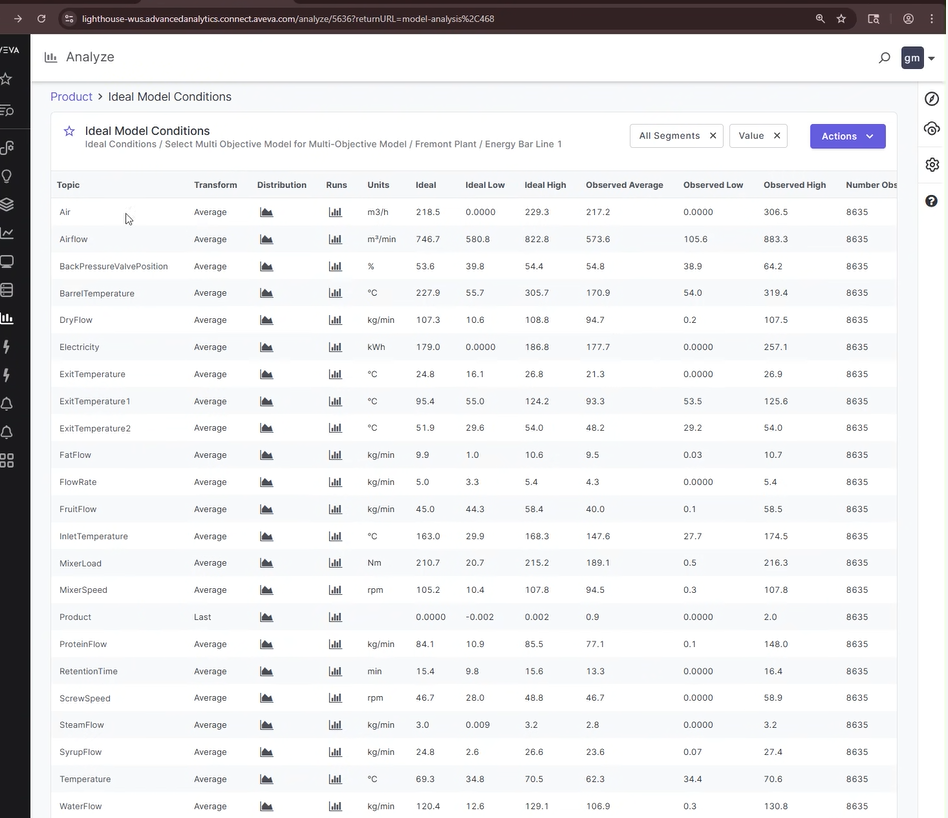 lighthouse-wus.advancedanalytics.connect.aveva.com/analyze/5636?returnURL=model-analysis%2C468
Analyze
gm
Product > Ideal Model Conditions
Ideal Model Conditions
Ideal Conditions / Select Multi Objective Model for Multi-Objective Model / Fremont Plant / Energy Bar Line 1
All Segments × Value × Actions
Topic Transform Distribution Runs Units Ideal Ideal Low Ideal High Observed Average Observed Low Observed High Number Obs
Air Average m3/h 218.5 0.0000 229.3 217.2 0.0000 306.5 8635
Airflow Average m³/min 746.7 580.8 822.8 573.6 105.6 883.3 8635
BackPressureValvePosition Average % 53.6 39.8 54.4 54.8 38.9 64.2 8635
BarrelTemperature Average °C 227.9 55.7 305.7 170.9 54.0 319.4 8635
DryFlow Average kg/min 107.3 10.6 108.8 94.7 0.2 107.5 8635
Electricity Average kWh 179.0 0.0000 186.8 177.7 0.0000 257.1 8635
ExitTemperature Average °C 24.8 16.1 26.8 21.3 0.0000 26.9 8635
ExitTemperature1 Average °C 95.4 55.0 124.2 93.3 53.5 125.6 8635
ExitTemperature2 Average °C 51.9 29.6 54.0 48.2 29.2 54.0 8635
FatFlow Average kg/min 9.9 1.0 10.6 9.5 0.03 10.7 8635
FlowRate Average kg/min 5.0 3.3 5.4 4.3 0.0000 5.4 8635
FruitFlow Average kg/min 45.0 44.3 58.4 40.0 0.1 58.5 8635
InletTemperature Average °C 163.0 29.9 168.3 147.6 27.7 174.5 8635
MixerLoad Average Nm 210.7 20.7 215.2 189.1 0.5 216.3 8635
MixerSpeed Average rpm 105.2 10.4 107.8 94.5 0.3 107.8 8635
Product Last 0.0000 -0.002 0.002 0.9 0.0000 2.0 8635
ProteinFlow Average kg/min 84.1 10.9 85.5 77.1 0.1 148.0 8635
RetentionTime Average min 15.4 9.8 15.6 13.3 0.0000 16.4 8635
ScrewSpeed Average rpm 46.7 28.0 48.8 46.7 0.0000 58.9 8635
SteamFlow Average kg/min 3.0 0.009 3.2 2.8 0.0000 3.2 8635
SyrupFlow Average kg/min 24.8 2.6 26.6 23.6 0.07 27.4 8635
Temperature Average °C 69.3 34.8 70.5 62.3 34.4 70.6 8635
WaterFlow Average kg/min 120.4 12.6 129.1 106.9 0.3 130.8 8635